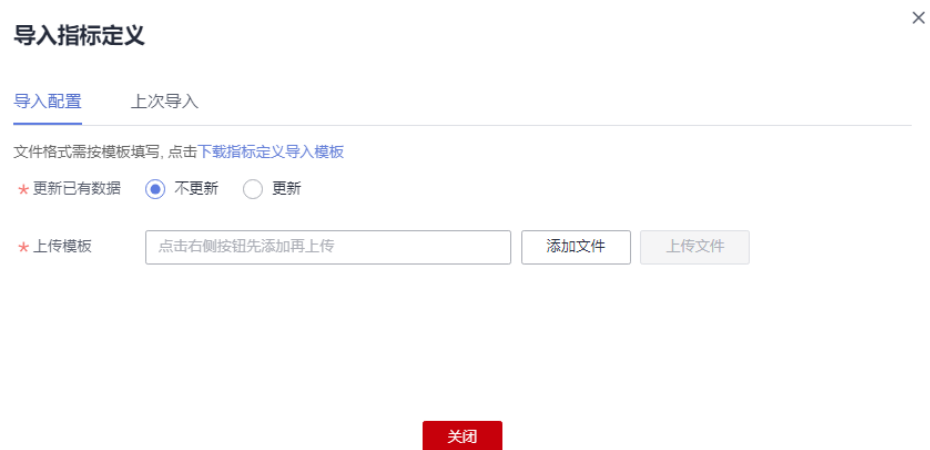 导入指标定义
导入配置 上次导入
文件格式需按模板填写, 点击下载指标定义导入模板
* 更新已有数据 不更新 更新
* 上传模板 点击右侧按钮先添加再上传 添加文件 上传文件
关闭